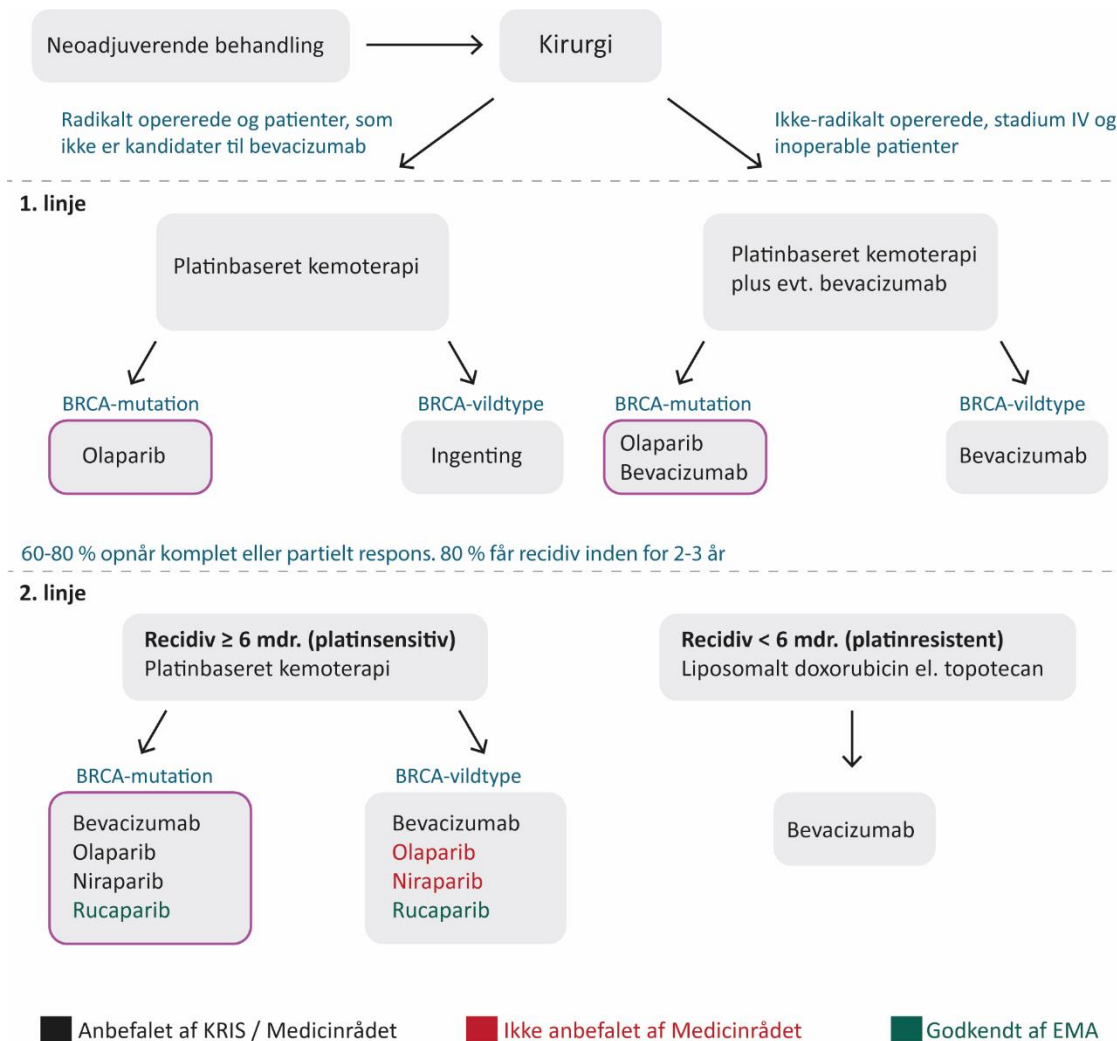 Neoadjuverende behandling
Kirurgi
Radikalt opererede og patienter, som
ikke er kandidater til bevacizumab
Ikke-radikalt opererede, stadium IV og
inoperable patienter
1. linje
Platinbaseret kemoterapi
Platinbaseret kemoterapi
plus evt. bevacizumab
BRCA-mutation
Olaparib
BRCA-vildtype
Ingenting
BRCA-mutation
Olaparib
Bevacizumab
BRCA-vildtype
Bevacizumab
60-80 % opnår komplet eller partielt respons. 80 % får recidiv inden for 2-3 år
2. linje
Recidiv ≥ 6 mdr. (platinsensitiv)
Platinbaseret kemoterapi
Recidiv < 6 mdr. (platinresistent)
Liposomalt doxorubicin el. topotecan
BRCA-mutation
Bevacizumab
Olaparib
Niraparib
Rucaparib
BRCA-vildtype
Bevacizumab
Olaparib
Niraparib
Rucaparib
Bevacizumab
Anbefalet af KRIS / Medicinrådet
Ikke anbefalet af Medicinrådet
Godkendt af EMA